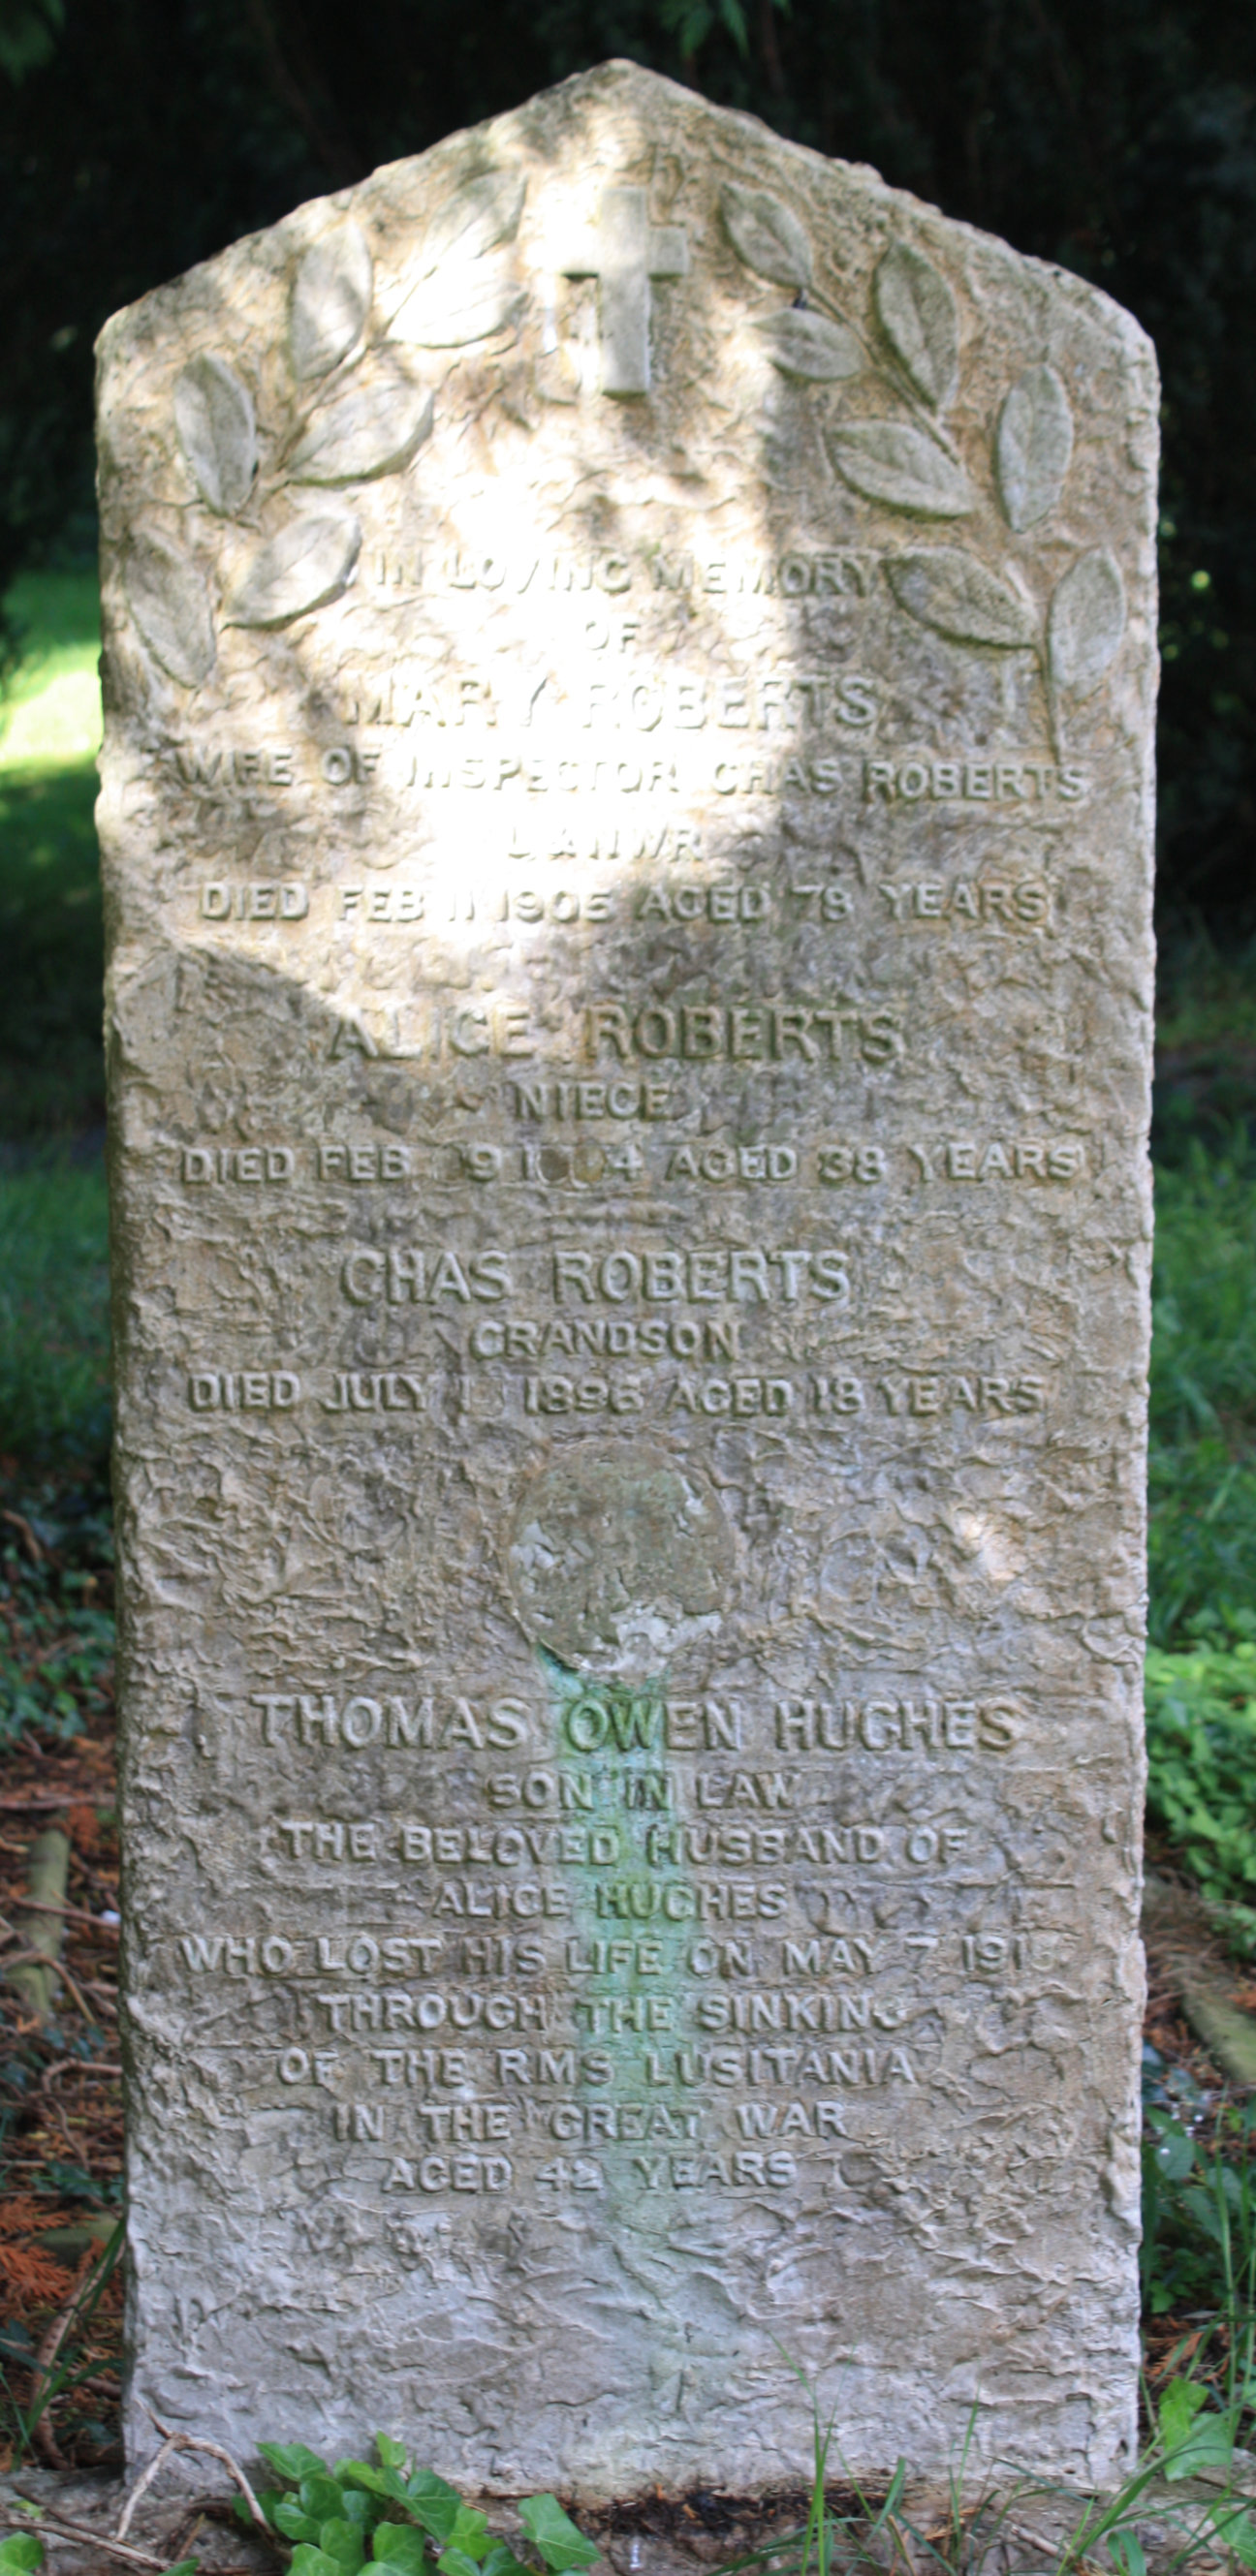 IN LOVING MEMORY
OF
MARY ROBERTS
WIFE OF INSPECTOR CHAS ROBERTS
L & NWR
DIED FEB 11 1905 AGED 78 YEARS
ALICE ROBERTS
NIECE
DIED FEB AGED 38 YEARS
CHAS ROBERTS
GRANDSON
DIED JULY 1896 AGED 18 YEARS
THOMAS OWEN HUGHES
SON IN LAW
THE BELOVED HUSBAND OF
ALICE HUGHES
WHO LOST HIS LIFE ON MAY 7 1915
THROUGH THE SINKING
OF THE RMS LUSITANIA
IN THE GREAT WAR
AGED 42 YEARS